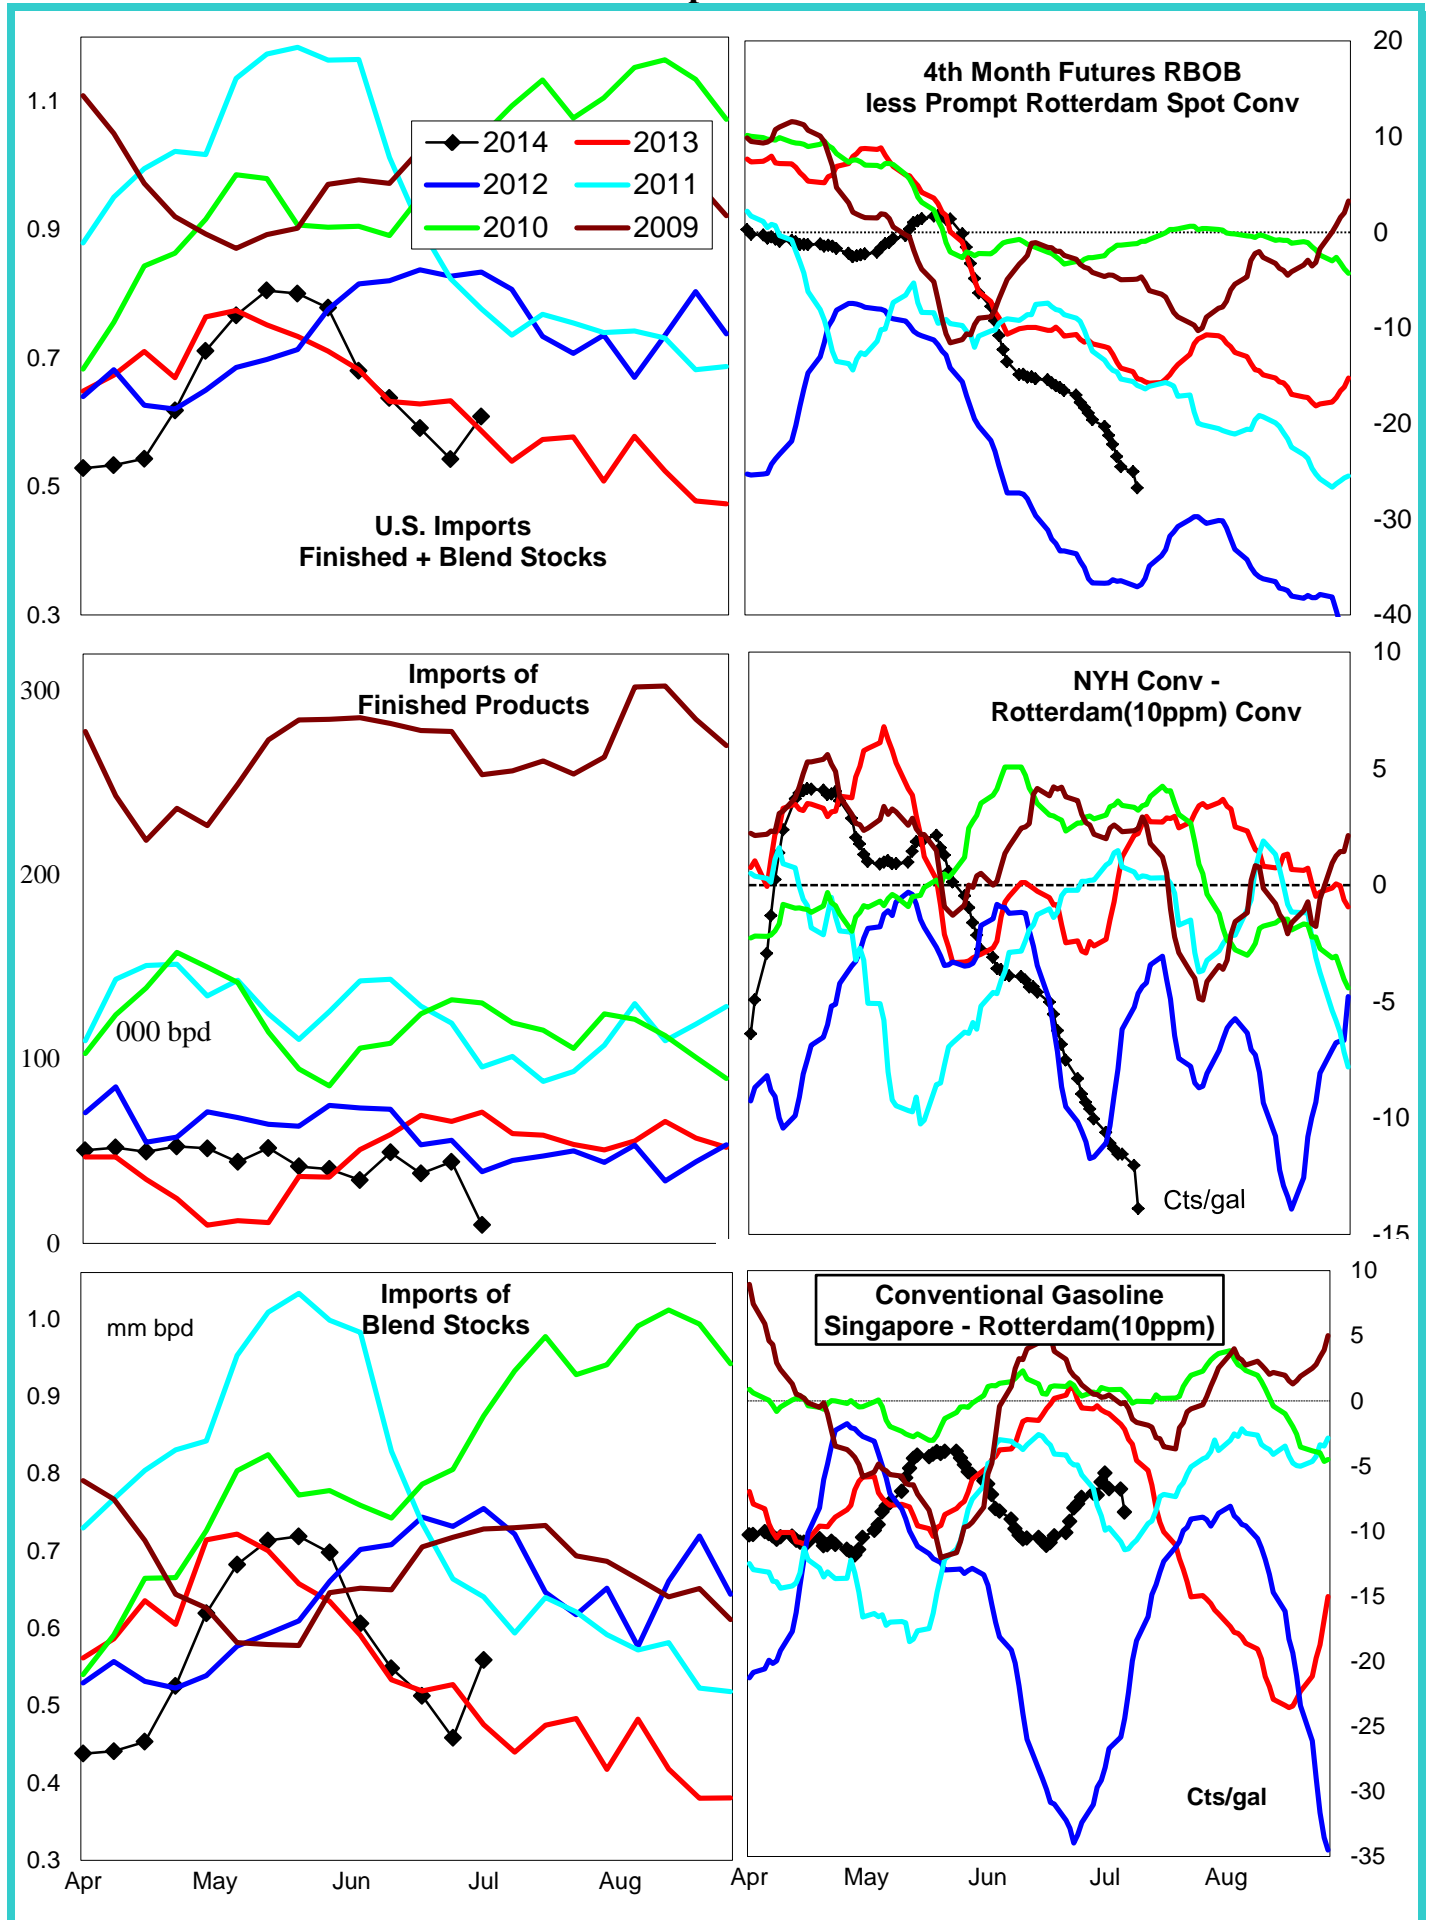 4th Month Futures RBOB
less Prompt Rotterdam Spot Conv
1.1
0.9
0.7
0.5
0.3
2014 2013
2012 2011
2010 2009
U.S. Imports
Finished + Blend Stocks
20
10
0
-10
-20
-30
-40
Imports of
Finished Products
300
200
100
0
000 bpd
NYH Conv -
Rotterdam(10ppm) Conv
10
5
0
-5
-10
-15
Cts/gal
Imports of
Blend Stocks
mm bpd
1.0
0.9
0.8
0.7
0.6
0.5
0.4
0.3
Apr May Jun Jul Aug
Conventional Gasoline
Singapore - Rotterdam(10ppm)
10
5
0
-5
-10
-15
-20
-25
-30
-35
Cts/gal
Apr May Jun Jul Aug